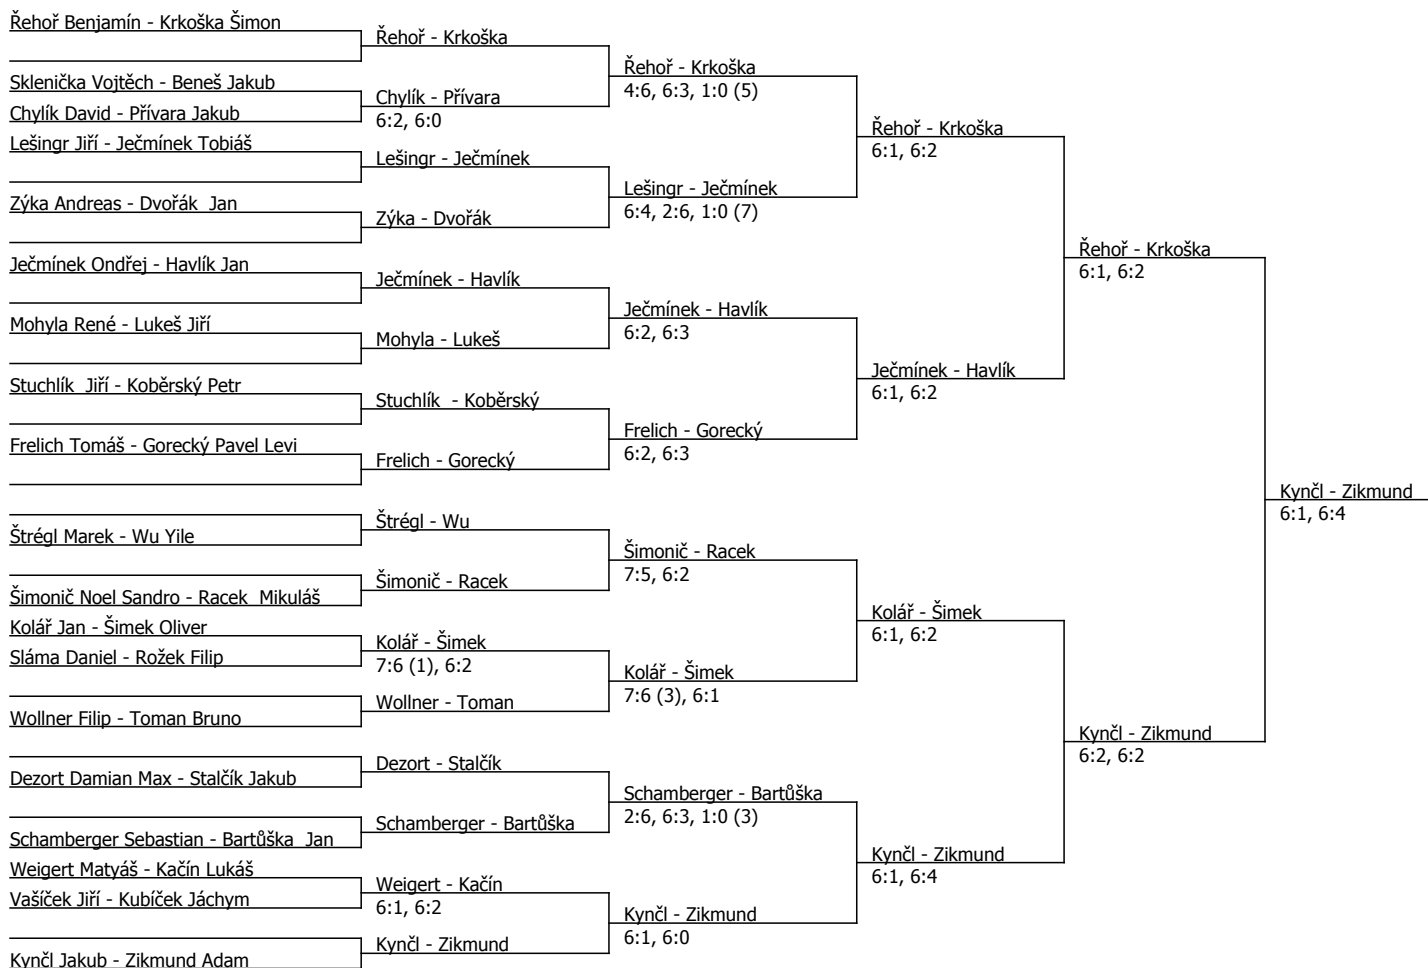 Řehoř Benjamín - Krkoška Šimon
Sklenička Vojtěch - Beneš Jakub
Chylík David - Přívara Jakub
Lešingr Jiří - Ječmínek Tobiáš
Zýka Andreas - Dvořák  Jan
Ječmínek Ondřej - Havlík Jan
Mohyla René - Lukeš Jiří
Stuchlík  Jiří - Koběrský Petr
Frelich Tomáš - Gorecký Pavel Levi
Štrégl Marek - Wu Yile
Šimonič Noel Sandro - Racek  Mikuláš
Kolář Jan - Šimek Oliver
Sláma Daniel - Rožek Filip
Wollner Filip - Toman Bruno
Dezort Damian Max - Stalčík Jakub
Schamberger Sebastian - Bartůška  Jan
Weigert Matyáš - Kačín Lukáš
Vašíček Jiří - Kubíček Jáchym
Kynčl Jakub - Zikmund Adam
Řehoř - Krkoška
Chylík - Přívara
6:2, 6:0
Lešingr - Ječmínek
Zýka - Dvořák
Ječmínek - Havlík
Mohyla - Lukeš
Stuchlík  - Koběrský
Frelich - Gorecký
Štrégl - Wu
Šimonič - Racek
Kolář - Šimek
7:6 (1), 6:2
Wollner - Toman
Dezort - Stalčík
Schamberger - Bartůška
Weigert - Kačín
6:1, 6:2
Kynčl - Zikmund
Řehoř - Krkoška
4:6, 6:3, 1:0 (5)
Lešingr - Ječmínek
6:4, 2:6, 1:0 (7)
Ječmínek - Havlík
6:2, 6:3
Frelich - Gorecký
6:2, 6:3
Šimonič - Racek
7:5, 6:2
Kolář - Šimek
7:6 (3), 6:1
Schamberger - Bartůška
2:6, 6:3, 1:0 (3)
Kynčl - Zikmund
6:1, 6:0
Řehoř - Krkoška
6:1, 6:2
Ječmínek - Havlík
6:1, 6:2
Kolář - Šimek
6:1, 6:2
Kynčl - Zikmund
6:1, 6:4
Řehoř - Krkoška
6:1, 6:2
Kynčl - Zikmund
6:2, 6:2
Kynčl - Zikmund
6:1, 6:4